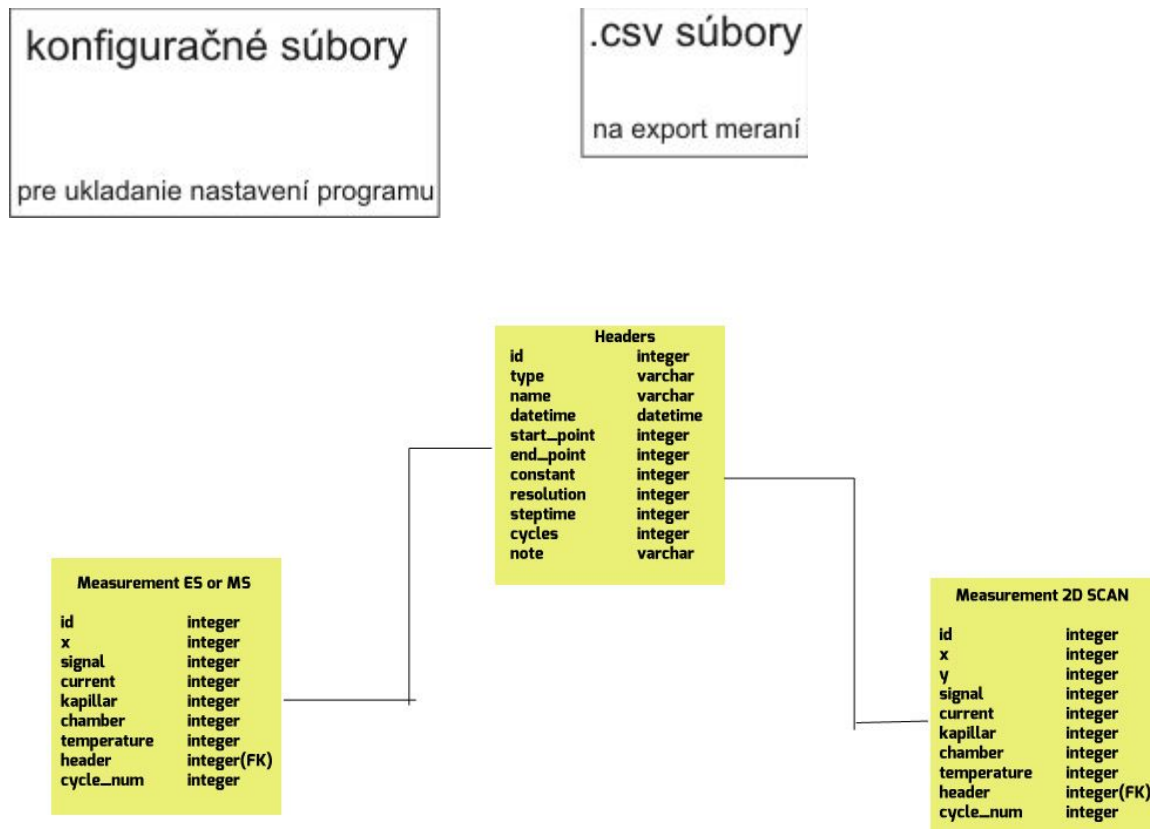 konfiguračné súbory
pre ukladanie nastavení programu
.csv súbory
na export meraní
Headers
id integer
type varchar
name varchar
datetime datetime
start_point integer
end_point integer
constant integer
resolution integer
steptime integer
cycles integer
note varchar
Measurement ES or MS
id integer
x integer
signal integer
current integer
kapillar integer
chamber integer
temperature integer
header integer(FK)
cycle_num integer
Measurement 2D SCAN
id integer
x integer
y integer
signal integer
current integer
kapillar integer
chamber integer
temperature integer
header integer(FK)
cycle_num integer